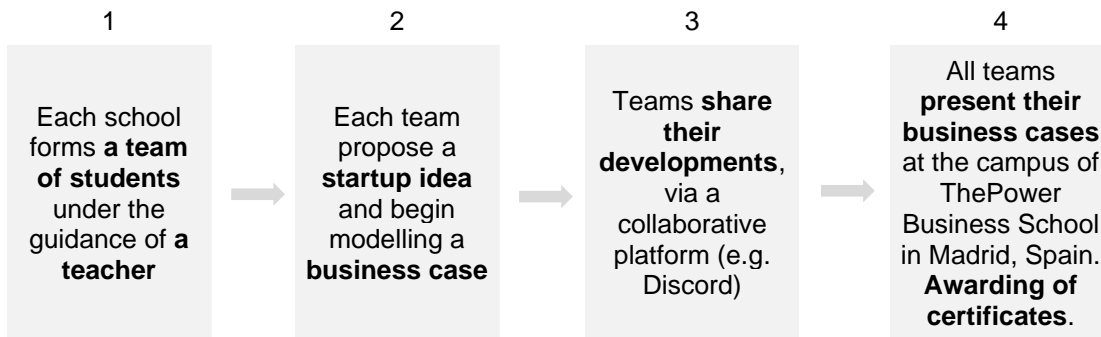 1
Each school
forms a team
of students
under the
guidance of a
teacher
2
Each team
propose a
startup idea
and begin
modelling a
business case
3
Teams share
their
developments,
via a
collaborative
platform (e.g.
Discord)
4
All teams
present their
business cases
at the campus of
ThePower
Business School
in Madrid, Spain.
Awarding of
certificates.